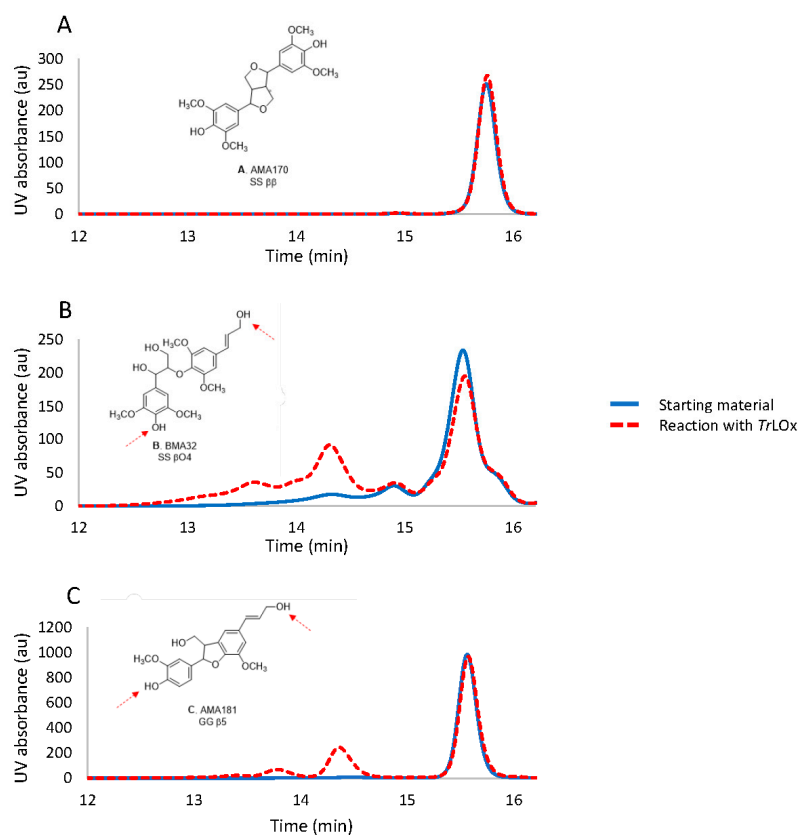 A
OCH3
OH
OCH3
H3CO
HO
OCH3
A. AMA170
SS ββ
UV absorbance (au)
300
250
200
150
100
50
0
12
13
14
15
16
Time (min)
B
OH
H3CO
HO
HO
OCH3
H3CO
OCH3
OH
B. BMA32
SS βO4
UV absorbance (au)
250
200
150
100
50
0
12
13
14
15
16
Time (min)
Starting material
Reaction with TrLOx
C
OH
HO
H3CO
OCH3
HO
C. AMA181
GG β5
UV absorbance (au)
1200
1000
800
600
400
200
0
12
13
14
15
16
Time (min)